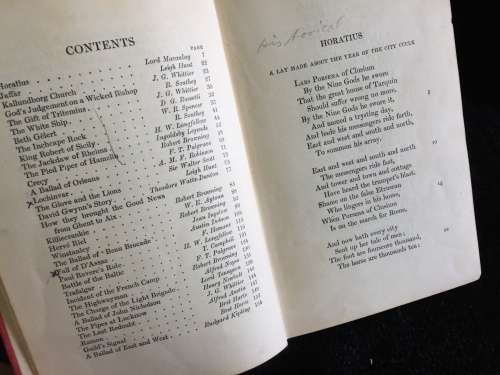 CONTENTS
PAGE
Horatius Lord Macaulay 7
Jaffar Leigh Hunt
Kallundborg Church J. G. Whittier
God's Judgement on a Wicked Bishop R. Southey
The Gift of Tritemius J. G. Whittier
The White Ship D. G. Rossetti
Beth Gêlert W. R. Spencer
The Inchcape Rock R. Southey
King Robert of Sicily H. W. Longfellow
The Jackdaw of Rheims Ingoldsby Legends
The Pied Piper of Hamelin Robert Browning
Crecy F. T. Palgrave
A Ballad of Orleans A. M. F. Robinson
Lochinvar Sir Walter Scott
The Glove and the Lions Leigh Hunt
David Gwynn's Story Theodore Watts-Dunton
How they brought the Good News
from Ghent to Aix Robert Browning
Killiecrankie W. E. Aytoun
Hervé Riel Robert Browning
Winstanley Jean Ingelow
The Ballad of "Beau Brocade" Austin Dobson
Fall of D'Assas F. Hemans
Paul Revere's Ride H. W. Longfellow
Battle of the Baltic T. Campbell
Trafalgar F. T. Palgrave
Incident of the French Camp Robert Browning
The Highwayman Alfred Noyes
The Charge of the Light Brigade Lord Tennyson
A Ballad of John Nicholson Henry Newbolt
The Pipes at Lucknow J. G. Whittier
The Last Redoubt Alfred Austin
Ramon Bret Harte
Guild's Signal Bret Harte
A Ballad of East and West Rudyard Kipling
Historical
HORATIUS
A LAY MADE ABOUT THE YEAR OF THE CITY CCCLX
LARS PORSENA of Clusium
By the Nine Gods he swore
That the great house of Tarquin
Should suffer wrong no more.
By the Nine Gods he swore it,
And named a trysting day,
And bade his messengers ride forth,
East and west and south and north,
To summon his array.
East and west and south and north 10
The messengers ride fast,
And tower and town and cottage
Have heard the trumpet's blast.
Shame on the false Etruscan
Who lingers in his home, 15
When Porsena of Clusium
Is on the march for Rome.
And now hath every city
Sent up her tale of men;
The foot are fourscore thousand,
The horse are thousands ten: